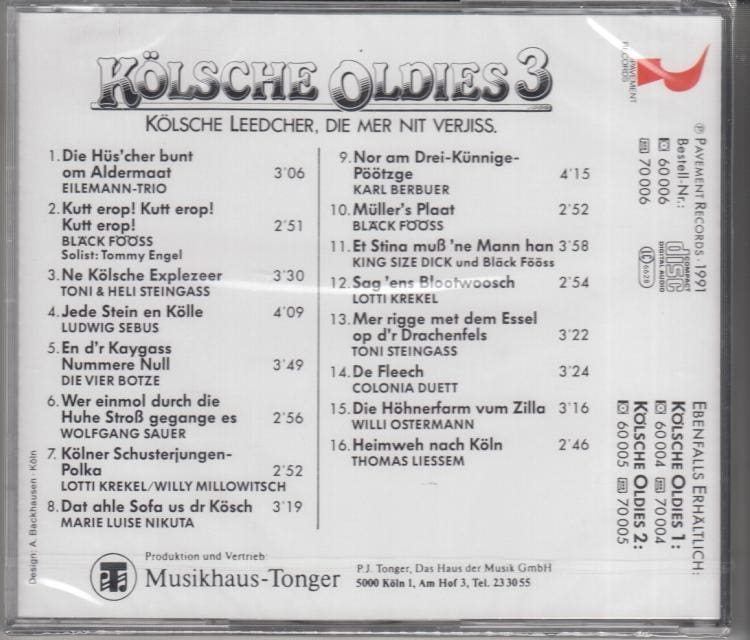 KÖLSCHE OLDIES 3
KÖLSCHE LEEDCHER, DIE MER NIT VERJISS.
1. Die Hüs'cher bunt
om Aldermaat 3'06
EILEMANN-TRIO
2. Kutt erop! Kutt erop!
Kutt erop! 2'51
BLÄCK FÖÖSS
Solist: Tommy Engel
3. Ne Kölsche Explezeer 3'30
TONI & HELI STEINGASS
4. Jede Stein en Kölle 4'09
LUDWIG SEBUS
5. En d'r Kaygass
Nummere Null 3'49
DIE VIER BOTZE
6. Wer einmol durch die
Huhe Stroß gegange es 2'56
WOLFGANG SAUER
7. Kölner Schusterjungen-
Polka 2'52
LOTTI KREKEL/WILLY MILLOWITSCH
8. Dat ahle Sofa us dr Kösch 3'19
MARIE LUISE NIKUTA
9. Nor am Drei-Künnige-
Pöötzge 4'15
KARL BERBUER
10. Müller's Plaat 2'52
BLÄCK FÖÖSS
11. Et Stina muß 'ne Mann han 3'58
KING SIZE DICK und Bläck Fööss
12. Sag 'ens Blootwoosch 2'54
LOTTI KREKEL
13. Mer rigge met dem Essel
op d'r Drachenfels 3'22
TONI STEINGASS
14. De Fleech 3'24
COLONIA DUETT
15. Die Höhnerfarm vum Zilla 3'16
WILLI OSTERMANN
16. Heimweh nach Köln 2'46
THOMAS LIESSEM
Produktion und Vertrieb:
PJT
Musikhaus-Tonger
P.J. Tonger, Das Haus der Musik GmbH
5000 Köln 1, Am Hof 3, Tel. 23 30 55
Design: A. Backhausen · Köln
PAVEMENT
RECORDS
℗ PAVEMENT RECORDS · 1991
Bestell-Nr.:
60 006
70 006
COMPACT
disc
DIGITAL AUDIO
LC
6628
EBENFALLS ERHÄLTLICH:
KÖLSCHE OLDIES 1:
60 004 70 004
KÖLSCHE OLDIES 2:
60 005 70 005